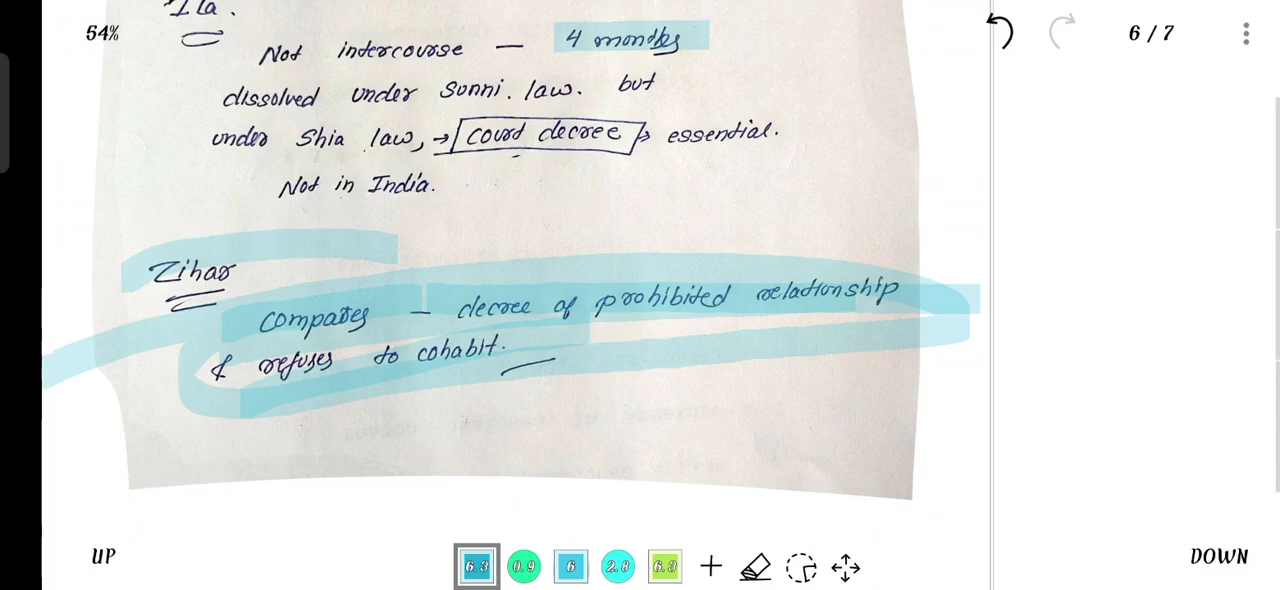 Ila.
54%
6 / 7
Not intercourse — 4 months
dissolved under Sunni. law. but
under Shia law, → court decree → essential.
Not in India.
Zihar
Compares — decree of prohibited relationship
& refuses to cohabit.
UP
6.3 0.9 6 2.8 6.3
DOWN